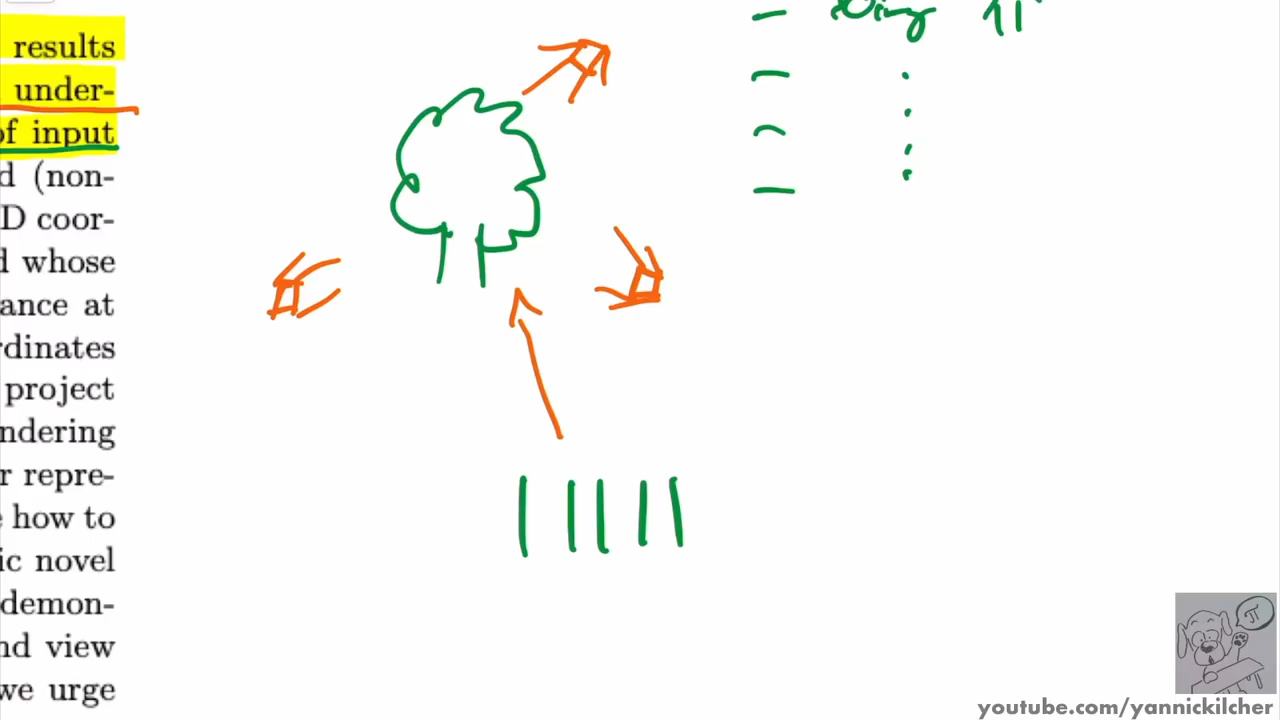 results
under-
of input
d (non-
D coor-
d whose
ance at
rdinates
project
ndering
r repre-
e how to
ic novel
demon-
nd view
we urge
π
youtube.com/yannickilcher